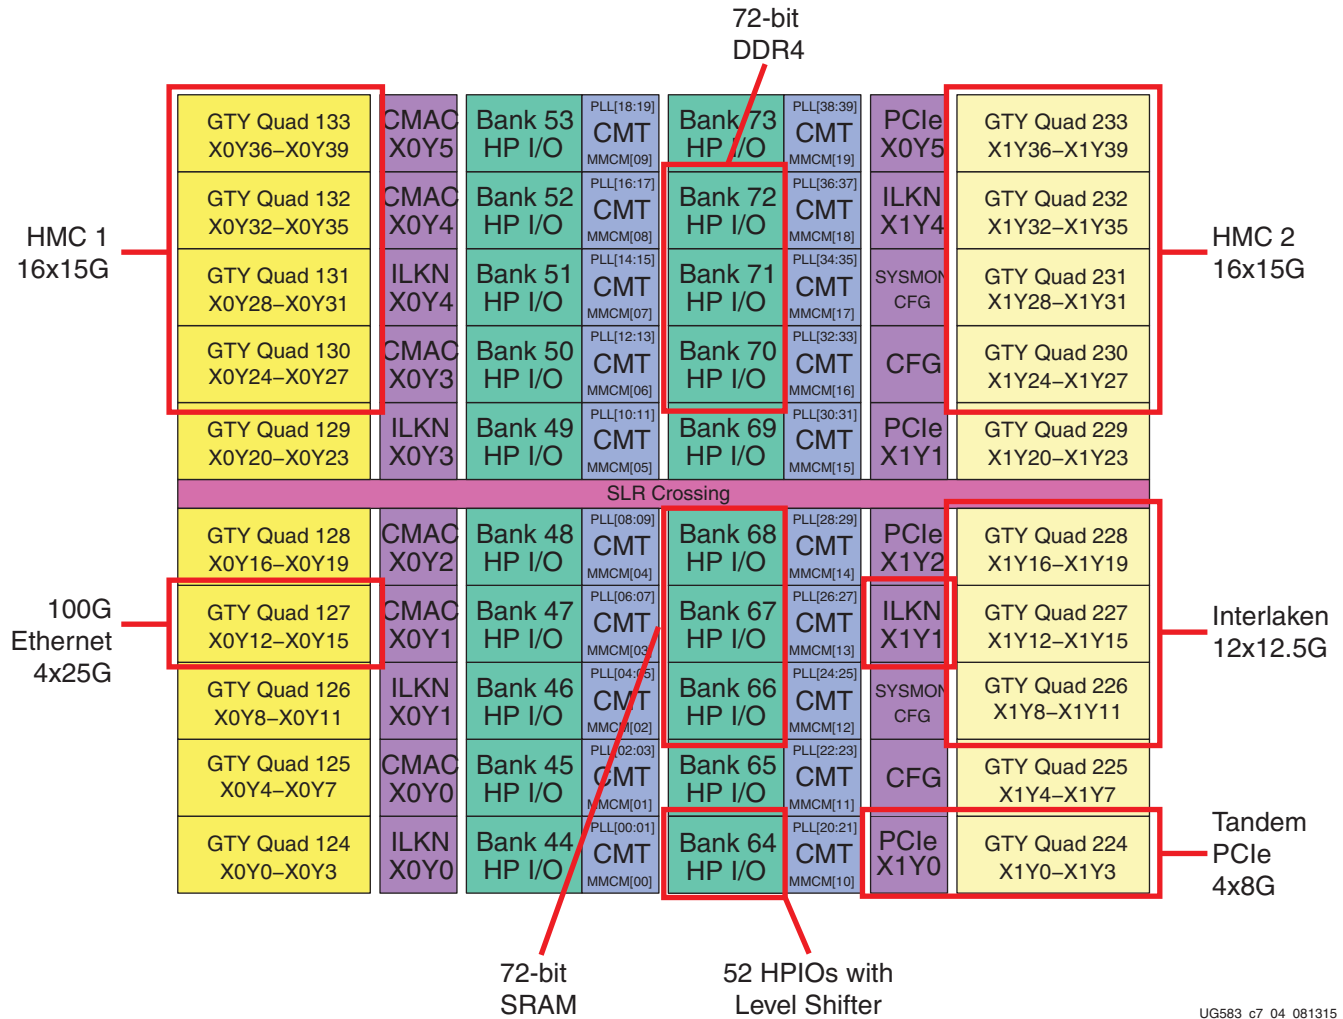 72-bit
DDR4
GTY Quad 133
X0Y36–X0Y39
CMAC
X0Y5
Bank 53
HP I/O
PLL[18:19]
CMT
MMCM[09]
Bank 73
HP I/O
PLL[38:39]
CMT
MMCM[19]
PCIe
X0Y5
GTY Quad 233
X1Y36–X1Y39
GTY Quad 132
X0Y32–X0Y35
CMAC
X0Y4
Bank 52
HP I/O
PLL[16:17]
CMT
MMCM[08]
Bank 72
HP I/O
PLL[36:37]
CMT
MMCM[18]
ILKN
X1Y4
GTY Quad 232
X1Y32–X1Y35
HMC 1
16x15G
HMC 2
16x15G
GTY Quad 131
X0Y28–X0Y31
ILKN
X0Y4
Bank 51
HP I/O
PLL[14:15]
CMT
MMCM[07]
Bank 71
HP I/O
PLL[34:35]
CMT
MMCM[17]
SYSMON
CFG
GTY Quad 231
X1Y28–X1Y31
GTY Quad 130
X0Y24–X0Y27
CMAC
X0Y3
Bank 50
HP I/O
PLL[12:13]
CMT
MMCM[06]
Bank 70
HP I/O
PLL[32:33]
CMT
MMCM[16]
CFG
GTY Quad 230
X1Y24–X1Y27
GTY Quad 129
X0Y20–X0Y23
ILKN
X0Y3
Bank 49
HP I/O
PLL[10:11]
CMT
MMCM[05]
Bank 69
HP I/O
PLL[30:31]
CMT
MMCM[15]
PCIe
X1Y1
GTY Quad 229
X1Y20–X1Y23
SLR Crossing
GTY Quad 128
X0Y16–X0Y19
CMAC
X0Y2
Bank 48
HP I/O
PLL[08:09]
CMT
MMCM[04]
Bank 68
HP I/O
PLL[28:29]
CMT
MMCM[14]
PCIe
X1Y2
GTY Quad 228
X1Y16–X1Y19
100G
Ethernet
4x25G
GTY Quad 127
X0Y12–X0Y15
CMAC
X0Y1
Bank 47
HP I/O
PLL[06:07]
CMT
MMCM[03]
Bank 67
HP I/O
PLL[26:27]
CMT
MMCM[13]
ILKN
X1Y1
GTY Quad 227
X1Y12–X1Y15
Interlaken
12x12.5G
GTY Quad 126
X0Y8–X0Y11
ILKN
X0Y1
Bank 46
HP I/O
PLL[04:05]
CMT
MMCM[02]
Bank 66
HP I/O
PLL[24:25]
CMT
MMCM[12]
SYSMON
CFG
GTY Quad 226
X1Y8–X1Y11
GTY Quad 125
X0Y4–X0Y7
CMAC
X0Y0
Bank 45
HP I/O
PLL[02:03]
CMT
MMCM[01]
Bank 65
HP I/O
PLL[22:23]
CMT
MMCM[11]
CFG
GTY Quad 225
X1Y4–X1Y7
GTY Quad 124
X0Y0–X0Y3
ILKN
X0Y0
Bank 44
HP I/O
PLL[00:01]
CMT
MMCM[00]
Bank 64
HP I/O
PLL[20:21]
CMT
MMCM[10]
PCIe
X1Y0
GTY Quad 224
X1Y0–X1Y3
Tandem
PCIe
4x8G
72-bit
SRAM
52 HPIOs with
Level Shifter
UG583_c7_04_081315